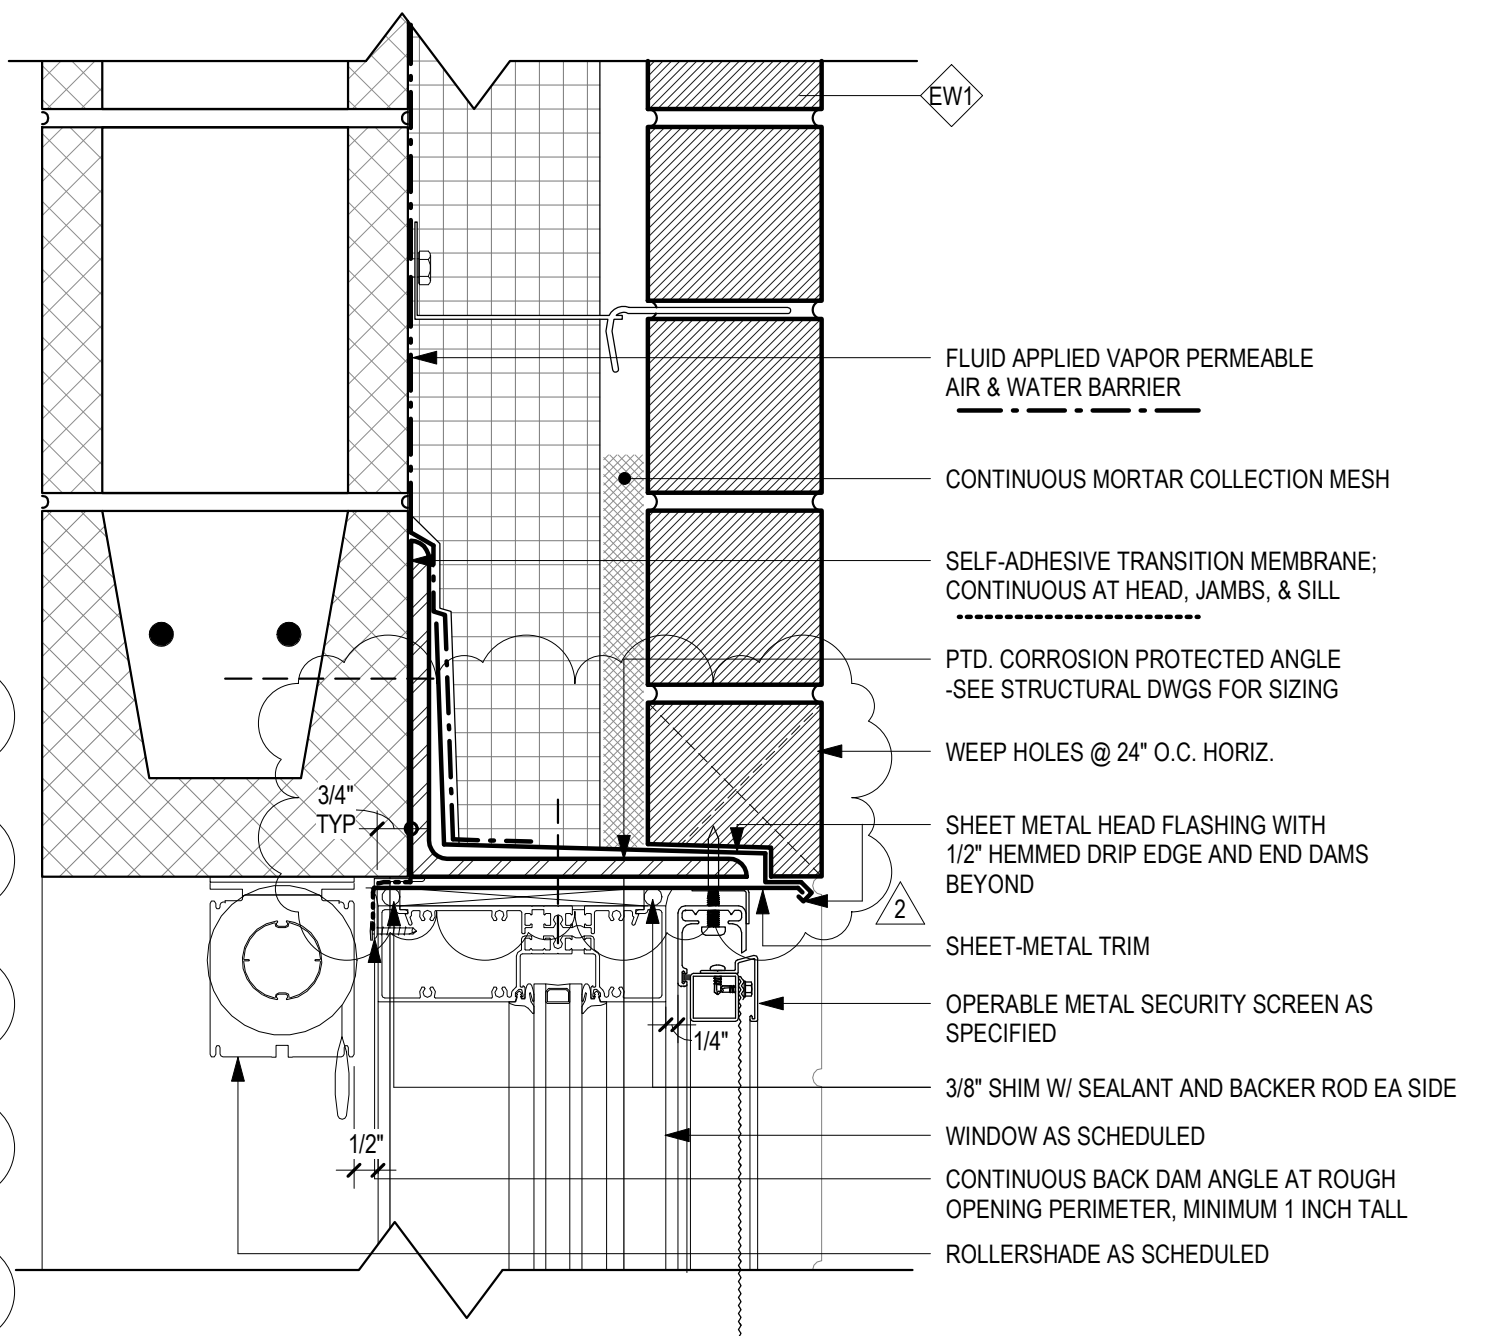 EW1
FLUID APPLIED VAPOR PERMEABLE
AIR & WATER BARRIER
CONTINUOUS MORTAR COLLECTION MESH
SELF-ADHESIVE TRANSITION MEMBRANE;
CONTINUOUS AT HEAD, JAMBS, & SILL
PTD. CORROSION PROTECTED ANGLE
-SEE STRUCTURAL DWGS FOR SIZING
WEEP HOLES @ 24" O.C. HORIZ.
3/4"
TYP
SHEET METAL HEAD FLASHING WITH
1/2" HEMMED DRIP EDGE AND END DAMS
BEYOND
2
SHEET-METAL TRIM
OPERABLE METAL SECURITY SCREEN AS
SPECIFIED
1/4"
3/8" SHIM W/ SEALANT AND BACKER ROD EA SIDE
WINDOW AS SCHEDULED
1/2"
CONTINUOUS BACK DAM ANGLE AT ROUGH
OPENING PERIMETER, MINIMUM 1 INCH TALL
ROLLERSHADE AS SCHEDULED